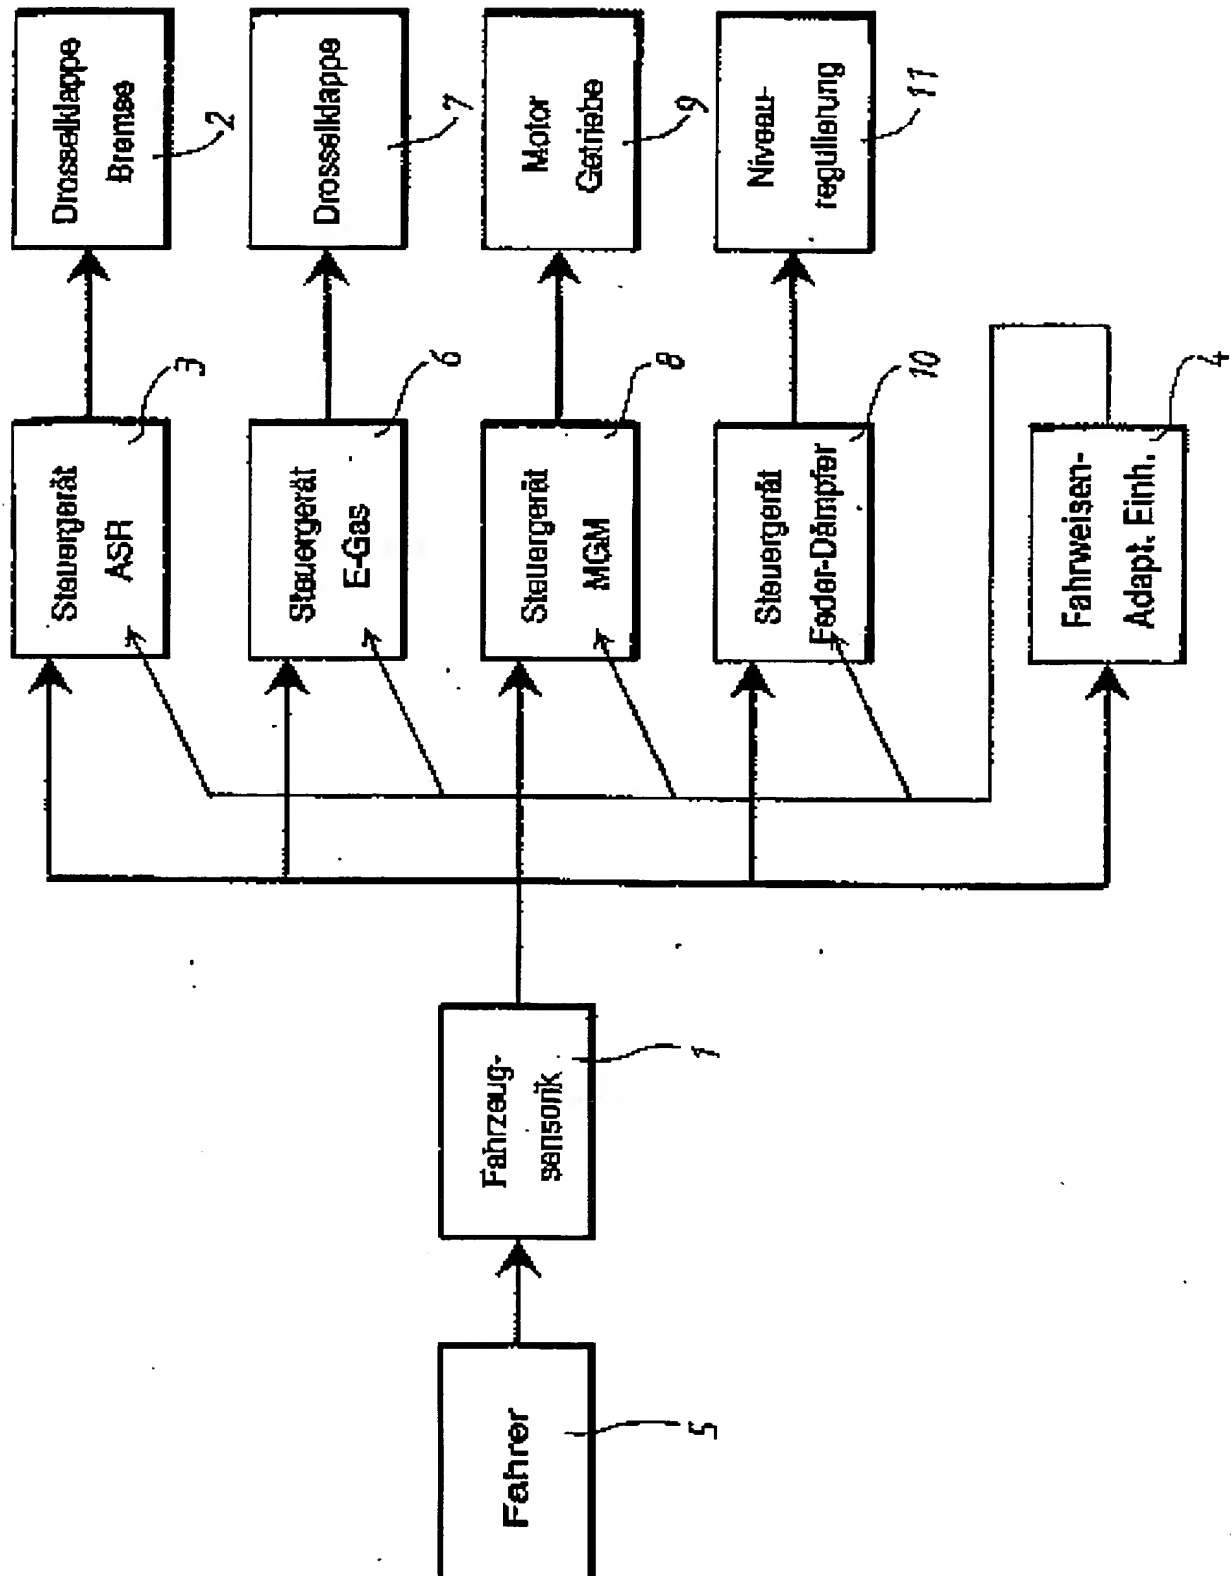 Fahrer
5
Fahrzeug-
sensorik
1
Steuergerät
ASR
3
Drosselklappe
Bremse
2
Steuergerät
E-Gas
6
Drosselklappe
7
Steuergerät
MGM
8
Motor
Getriebe
9
Steuergerät
Feder-Dämpfer
10
Niveau-
regulierung
11
Fahrweisen-
Adapt. Einh.
4